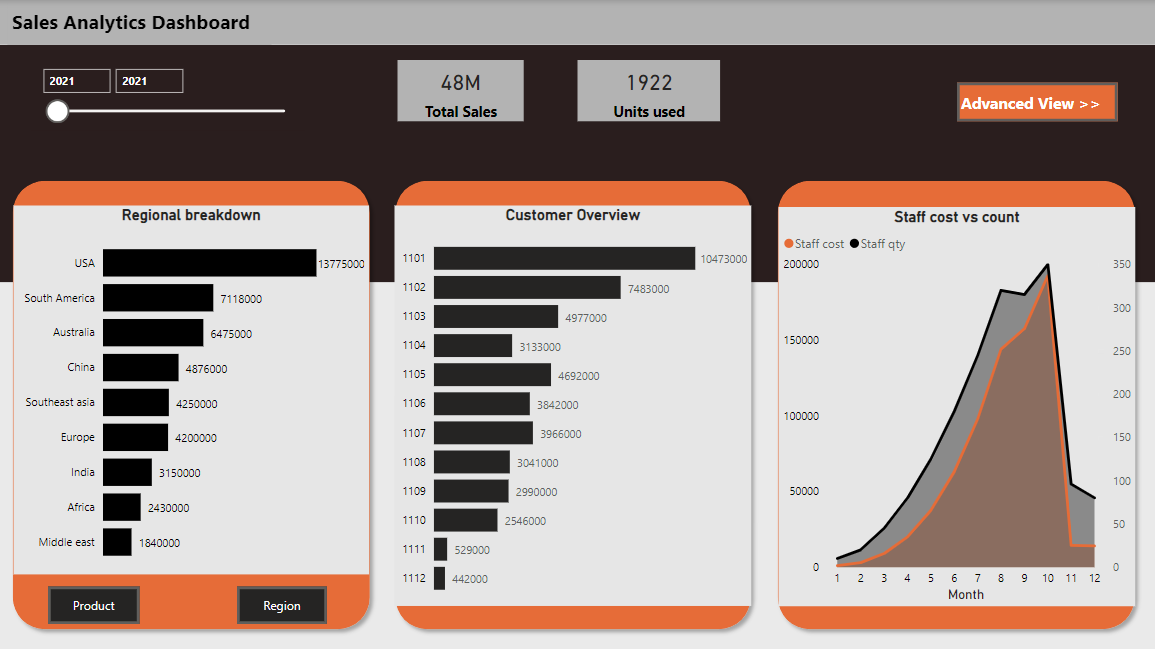 Sales Analytics Dashboard
2021 2021
48M
Total Sales
1922
Units used
Advanced View >>
Regional breakdown
USA 13775000
South America 7118000
Australia 6475000
China 4876000
Southeast asia 4250000
Europe 4200000
India 3150000
Africa 2430000
Middle east 1840000
Product Region
Customer Overview
1101 10473000
1102 7483000
1103 4977000
1104 3133000
1105 4692000
1106 3842000
1107 3966000
1108 3041000
1109 2990000
1110 2546000
1111 529000
1112 442000
Staff cost vs count
Staff cost Staff qty
200000 350
300
150000 250
200
100000 150
50000 100
50
0 0
1 2 3 4 5 6 7 8 9 10 11 12
Month